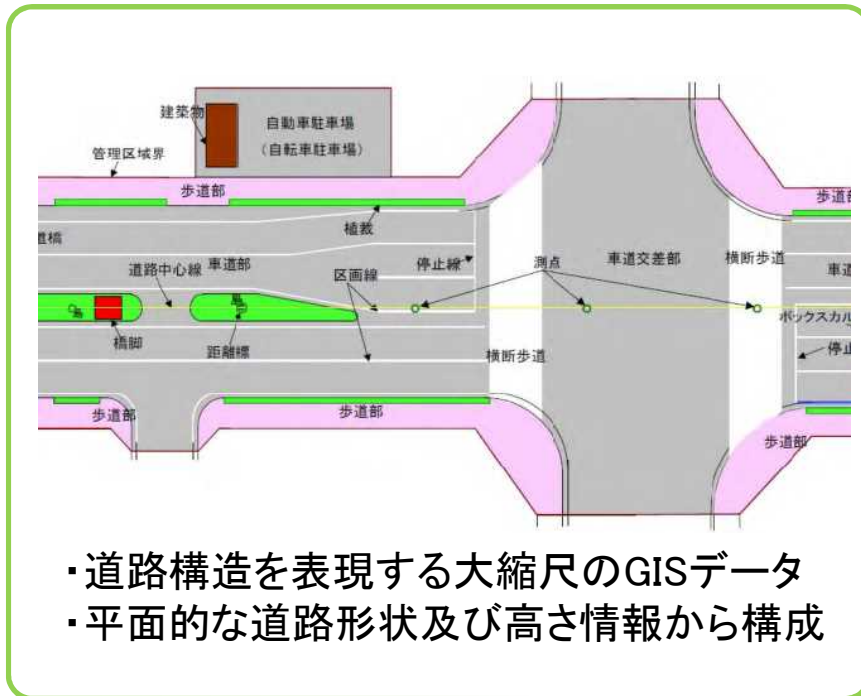 建築物
自動車駐車場
(自転車駐車場)
管理区域界
歩道部
歩道部
植裁
道橋
車道部
停止線
測点
車道交差部
横断歩道
道路中心線
区画線
車道
ボックスカル
橋脚
距離標
横断歩道
停止
歩道部
歩道部
歩道部
・道路構造を表現する大縮尺のGISデータ
・平面的な道路形状及び高さ情報から構成